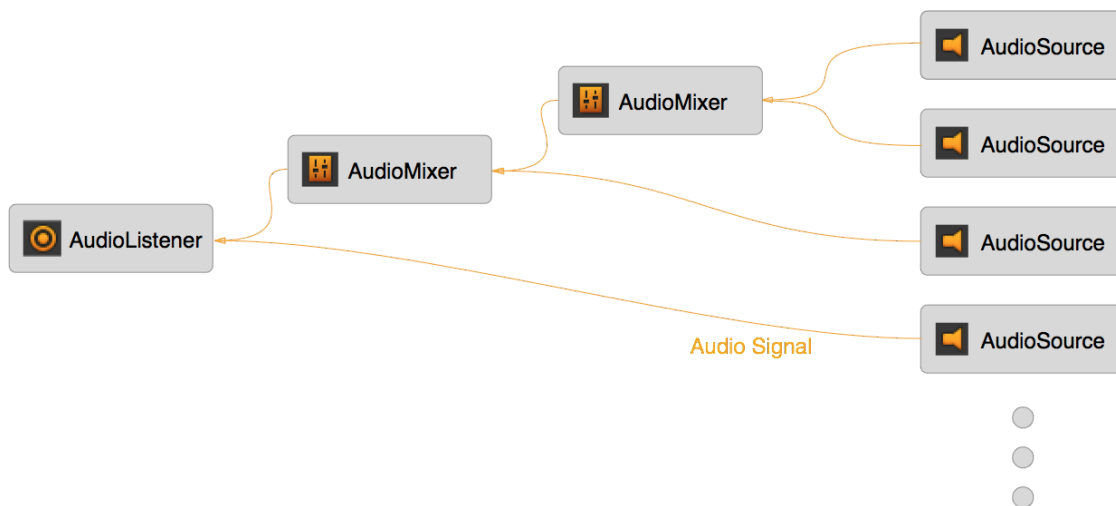 AudioSource
AudioMixer
AudioSource
AudioMixer
AudioListener
AudioSource
AudioSource
Audio Signal